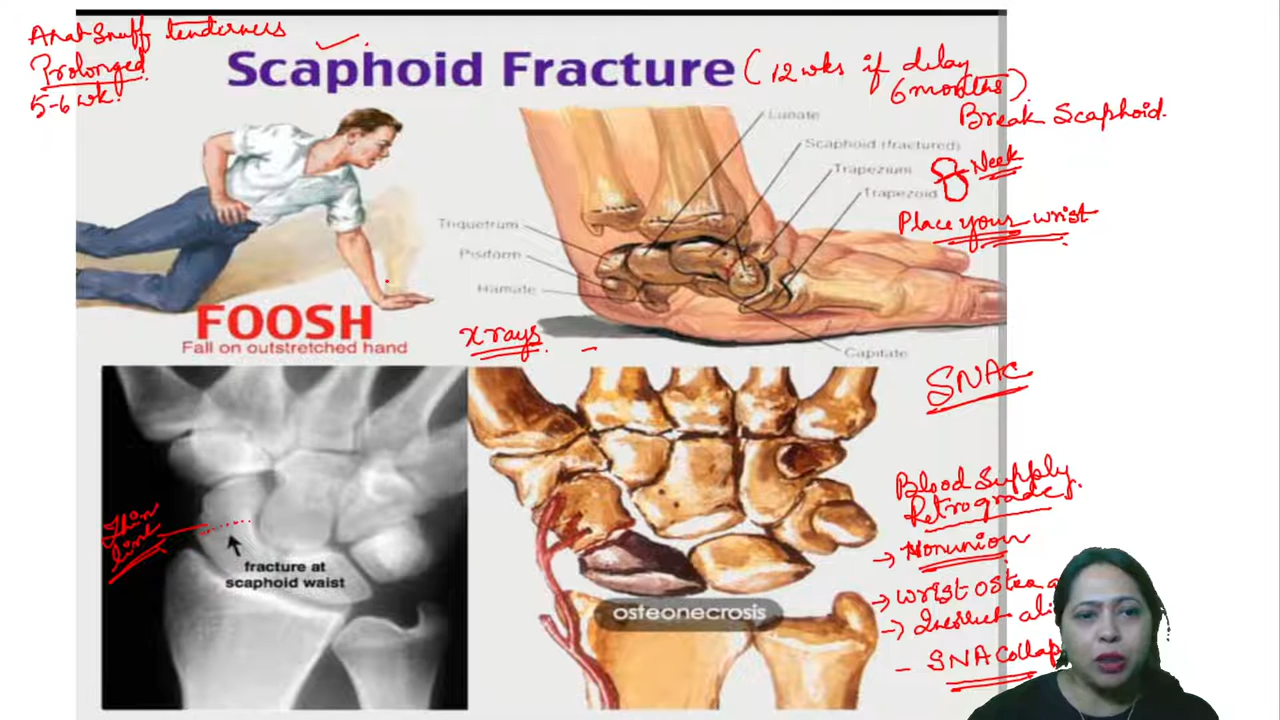 Anat Snuff tenderness
Prolonged
5-6 wk.
Scaphoid Fracture (12 wks if delay
6 months).
Break Scaphoid.
Neck
Place your wrist
Lunate
Scaphoid (fractured)
Trapezium
Trapezoid
Triquetrum
Pisiform
Hamate
Capitate
FOOSH
Fall on outstretched hand
x rays
SNAC
Thin
line
fracture at
scaphoid waist
osteonecrosis
Blood Supply
Retrograde
→ Nonunion
→ wrist osteo a
→
- SNA Collap